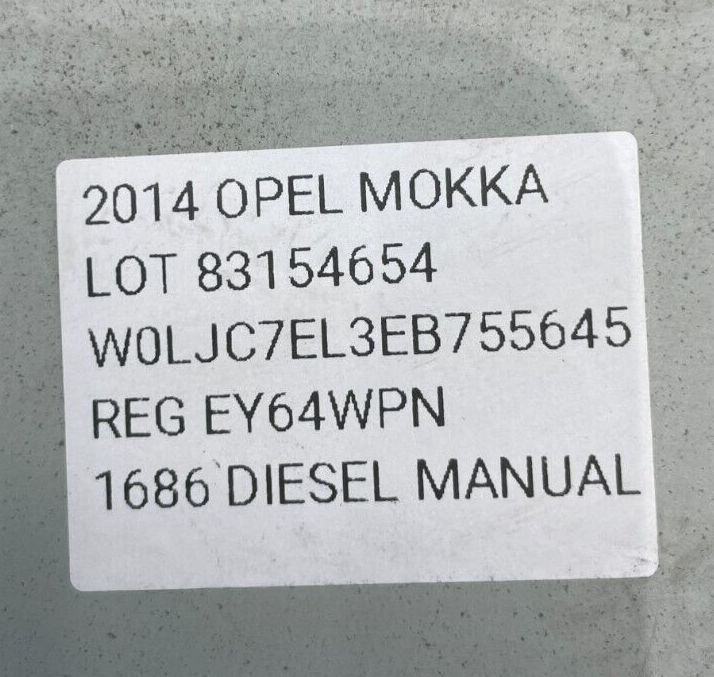 2014 OPEL MOKKA
LOT 83154654
W0LJC7EL3EB755645
REG EY64WPN
1686 DIESEL MANUAL